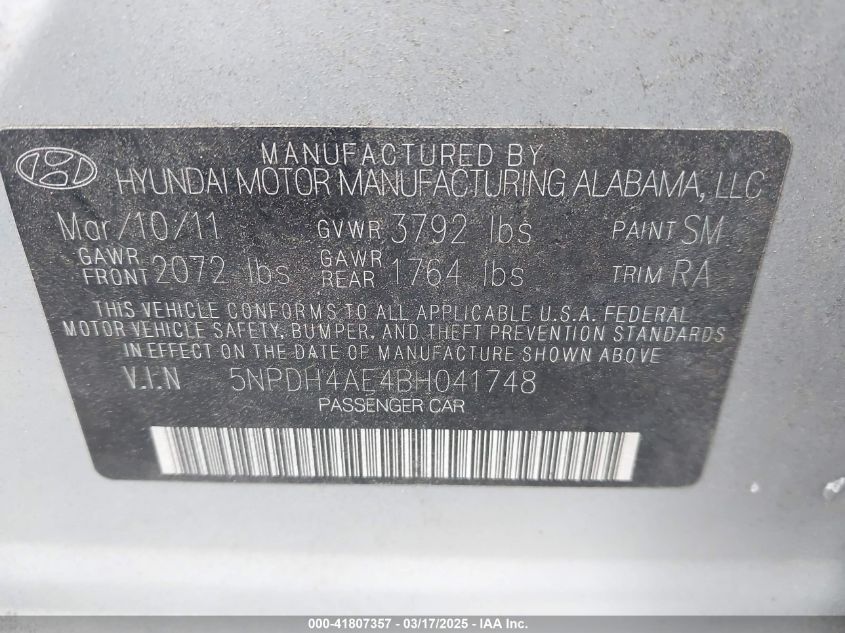 MANUFACTURED BY
HYUNDAI MOTOR MANUFACTURING ALABAMA, LLC
Mar/10/11 GVWR 3792 lbs PAINT SM
GAWR FRONT 2072 lbs GAWR REAR 1764 lbs TRIM RA
THIS VEHICLE CONFORMS TO ALL APPLICABLE U.S.A. FEDERAL
MOTOR VEHICLE SAFETY, BUMPER, AND THEFT PREVENTION STANDARDS
IN EFFECT ON THE DATE OF MANUFACTURE SHOWN ABOVE
V.I.N 5NPDH4AE4BH041748
PASSENGER CAR
000-41807357 — 03/17/2025 — IAA Inc.